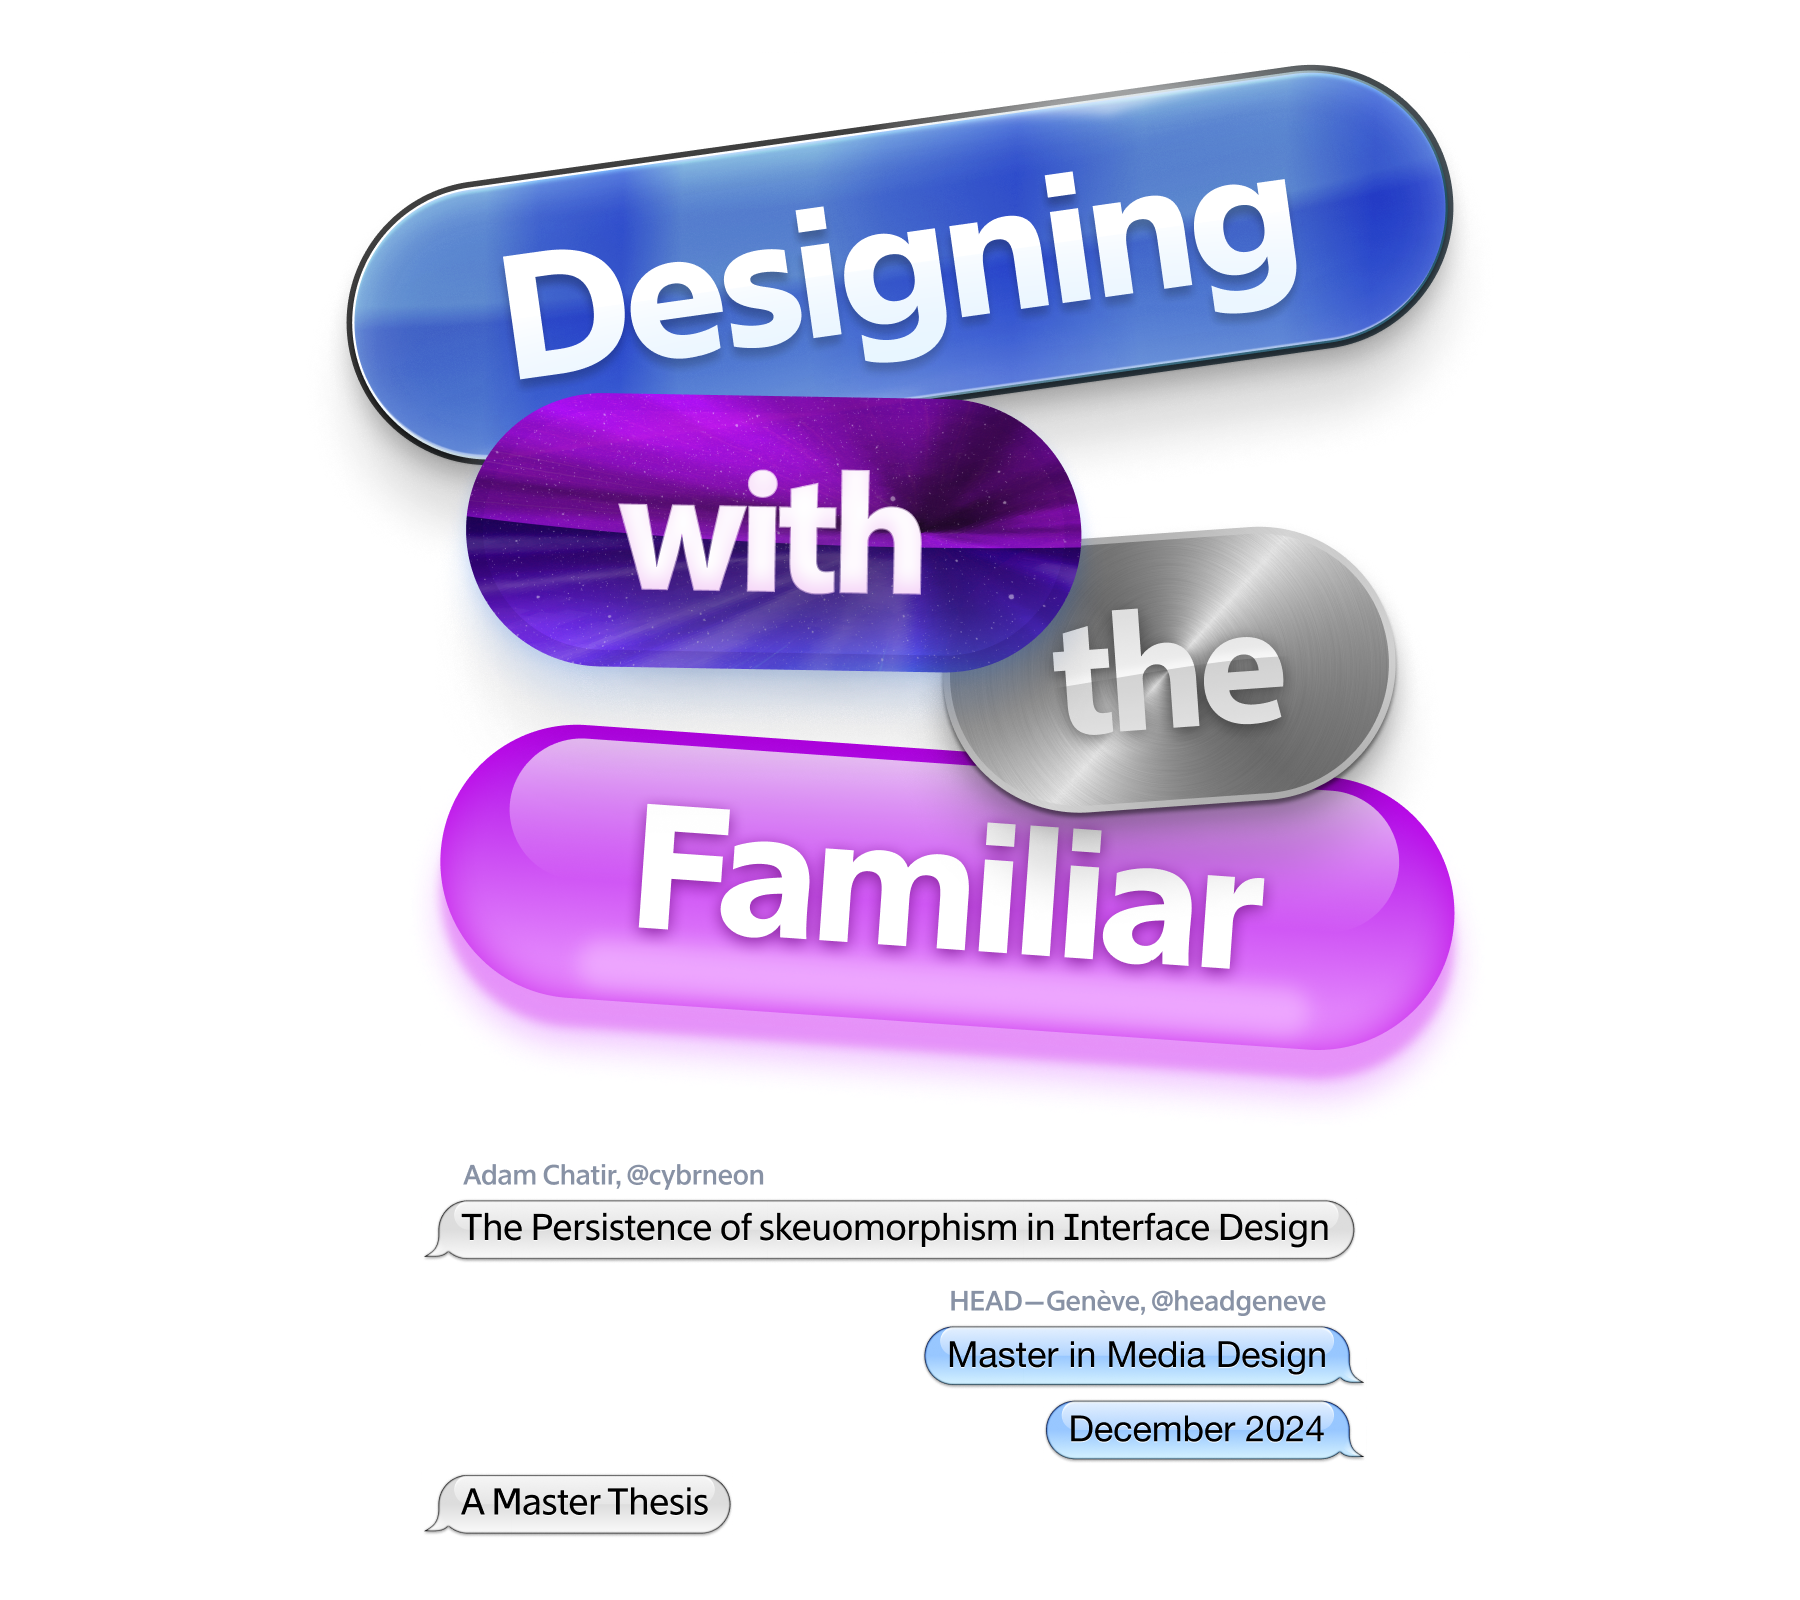 Designing
with
the
Familiar
Adam Chatir, @cybrneon
The Persistence of skeuomorphism in Interface Design
HEAD–Genève, @headgeneve
Master in Media Design
December 2024
A Master Thesis